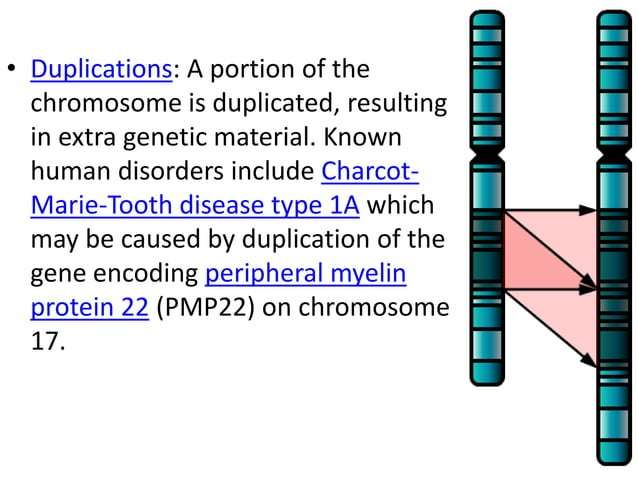 • Duplications: A portion of the
chromosome is duplicated, resulting
in extra genetic material. Known
human disorders include Charcot-
Marie-Tooth disease type 1A which
may be caused by duplication of the
gene encoding peripheral myelin
protein 22 (PMP22) on chromosome
17.